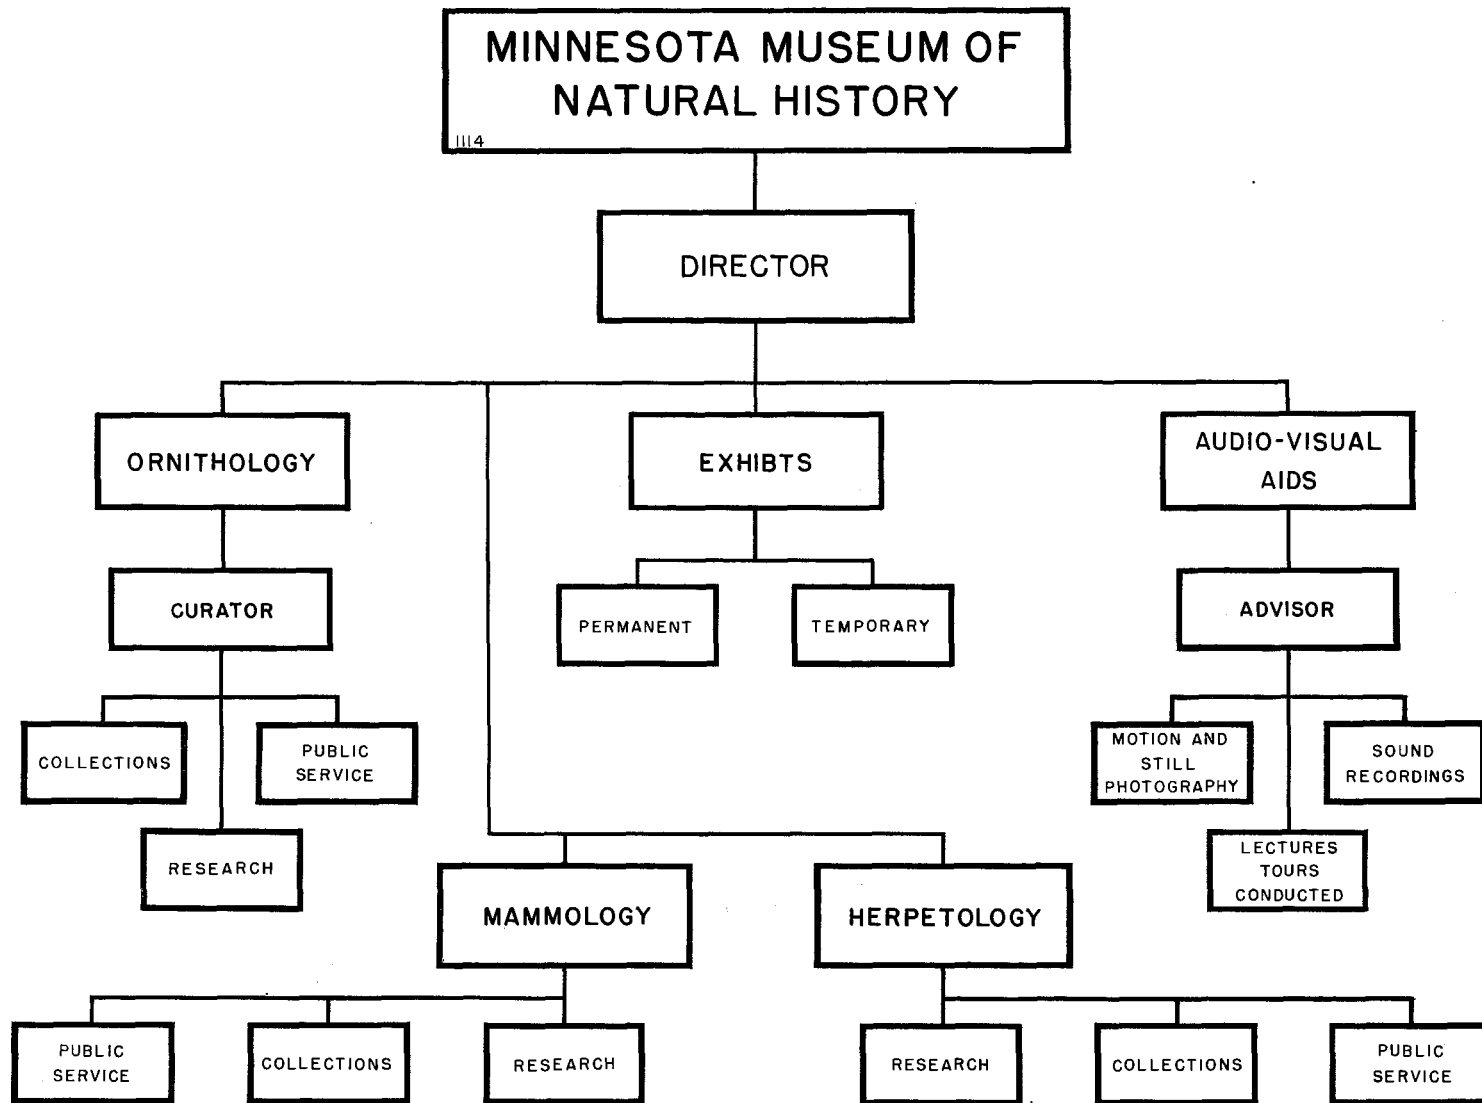 MINNESOTA MUSEUM OF
NATURAL HISTORY
1114
DIRECTOR
ORNITHOLOGY
EXHIBTS
AUDIO-VISUAL
AIDS
CURATOR
PERMANENT
TEMPORARY
ADVISOR
COLLECTIONS
PUBLIC
SERVICE
MOTION AND
STILL
PHOTOGRAPHY
SOUND
RECORDINGS
RESEARCH
LECTURES
TOURS
CONDUCTED
MAMMOLOGY
HERPETOLOGY
PUBLIC
SERVICE
COLLECTIONS
RESEARCH
RESEARCH
COLLECTIONS
PUBLIC
SERVICE